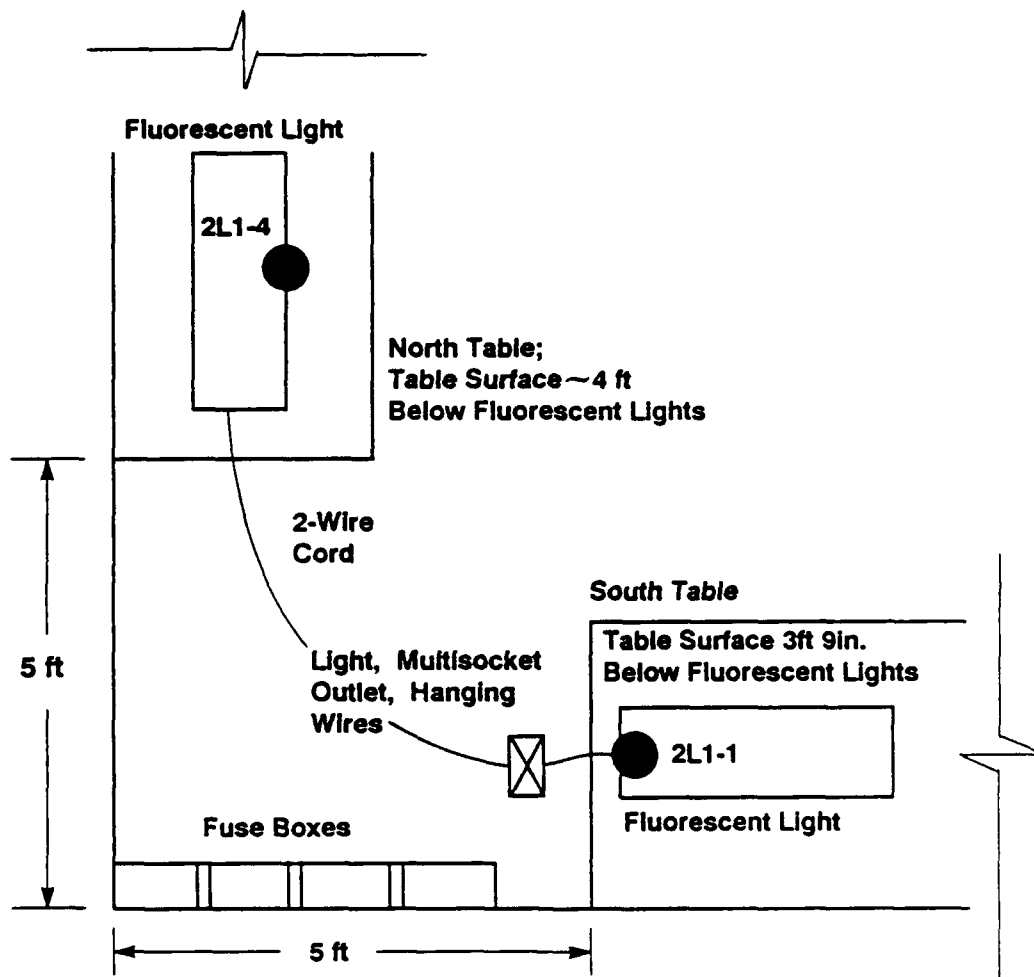 Fluorescent Light
2L1-4
North Table;
Table Surface ~ 4 ft
Below Fluorescent Lights
2-Wire
Cord
South Table
Table Surface 3ft 9in.
Below Fluorescent Lights
5 ft
Light, Multisocket
Outlet, Hanging
Wires
2L1-1
Fluorescent Light
Fuse Boxes
5 ft